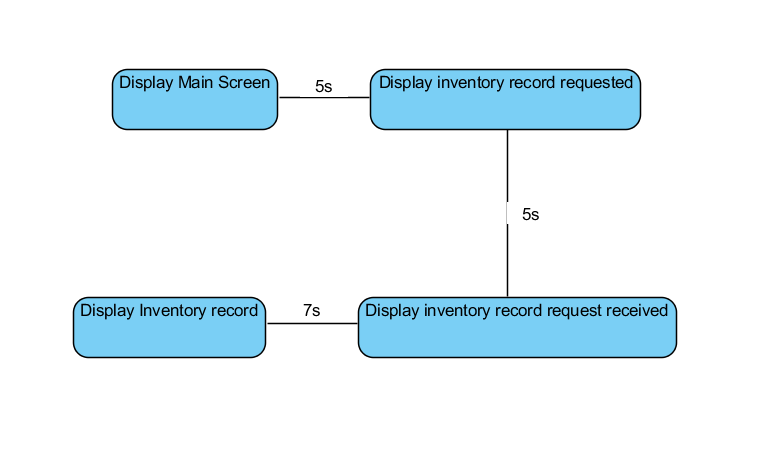 Display Main Screen
5s
Display inventory record requested
5s
Display Inventory record
7s
Display inventory record request received